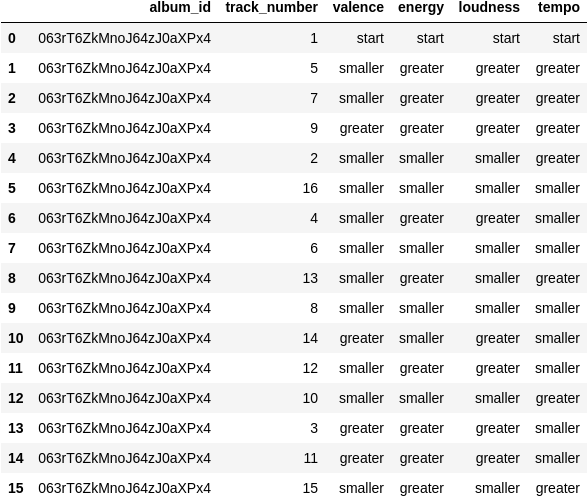 album_id track_number valence energy loudness tempo
0 063rT6ZkMnoJ64zJ0aXPx4 1 start start start start
1 063rT6ZkMnoJ64zJ0aXPx4 5 smaller greater greater greater
2 063rT6ZkMnoJ64zJ0aXPx4 7 smaller greater greater greater
3 063rT6ZkMnoJ64zJ0aXPx4 9 greater greater greater greater
4 063rT6ZkMnoJ64zJ0aXPx4 2 smaller smaller smaller greater
5 063rT6ZkMnoJ64zJ0aXPx4 16 smaller smaller smaller smaller
6 063rT6ZkMnoJ64zJ0aXPx4 4 smaller greater greater smaller
7 063rT6ZkMnoJ64zJ0aXPx4 6 smaller smaller smaller smaller
8 063rT6ZkMnoJ64zJ0aXPx4 13 smaller greater smaller greater
9 063rT6ZkMnoJ64zJ0aXPx4 8 smaller smaller smaller smaller
10 063rT6ZkMnoJ64zJ0aXPx4 14 greater smaller greater smaller
11 063rT6ZkMnoJ64zJ0aXPx4 12 smaller greater greater smaller
12 063rT6ZkMnoJ64zJ0aXPx4 10 smaller smaller smaller greater
13 063rT6ZkMnoJ64zJ0aXPx4 3 greater greater greater smaller
14 063rT6ZkMnoJ64zJ0aXPx4 11 greater greater smaller smaller
15 063rT6ZkMnoJ64zJ0aXPx4 15 smaller greater smaller greater